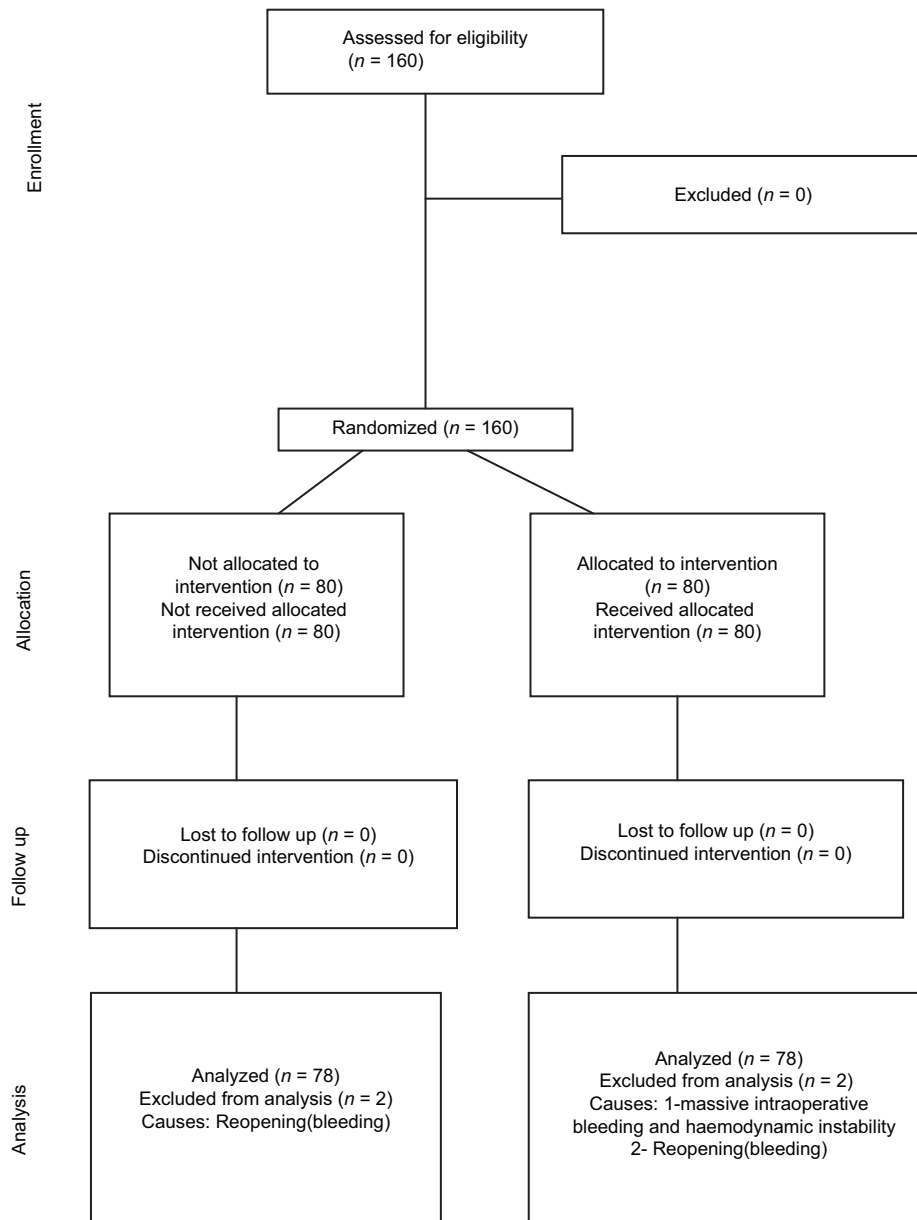 Assessed for eligibility
(n = 160)
Enrollment
Excluded (n = 0)
Randomized (n = 160)
Allocation
Not allocated to
intervention (n = 80)
Not received allocated
intervention (n = 80)
Allocated to intervention
(n = 80)
Received allocated
intervention (n = 80)
Follow up
Lost to follow up (n = 0)
Discontinued intervention (n = 0)
Lost to follow up (n = 0)
Discontinued intervention (n = 0)
Analysis
Analyzed (n = 78)
Excluded from analysis (n = 2)
Causes: Reopening(bleeding)
Analyzed (n = 78)
Excluded from analysis (n = 2)
Causes: 1-massive intraoperative
bleeding and haemodynamic instability
2- Reopening(bleeding)